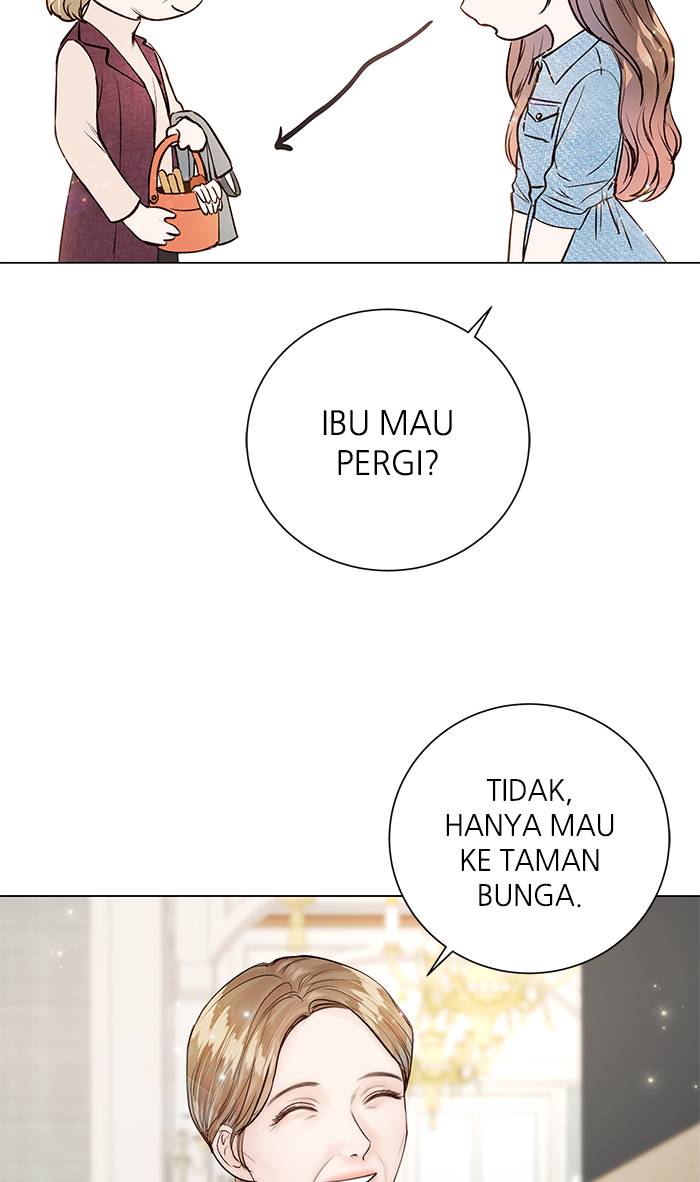 IBU MAU
PERGI?
TIDAK,
HANYA MAU
KE TAMAN
BUNGA.